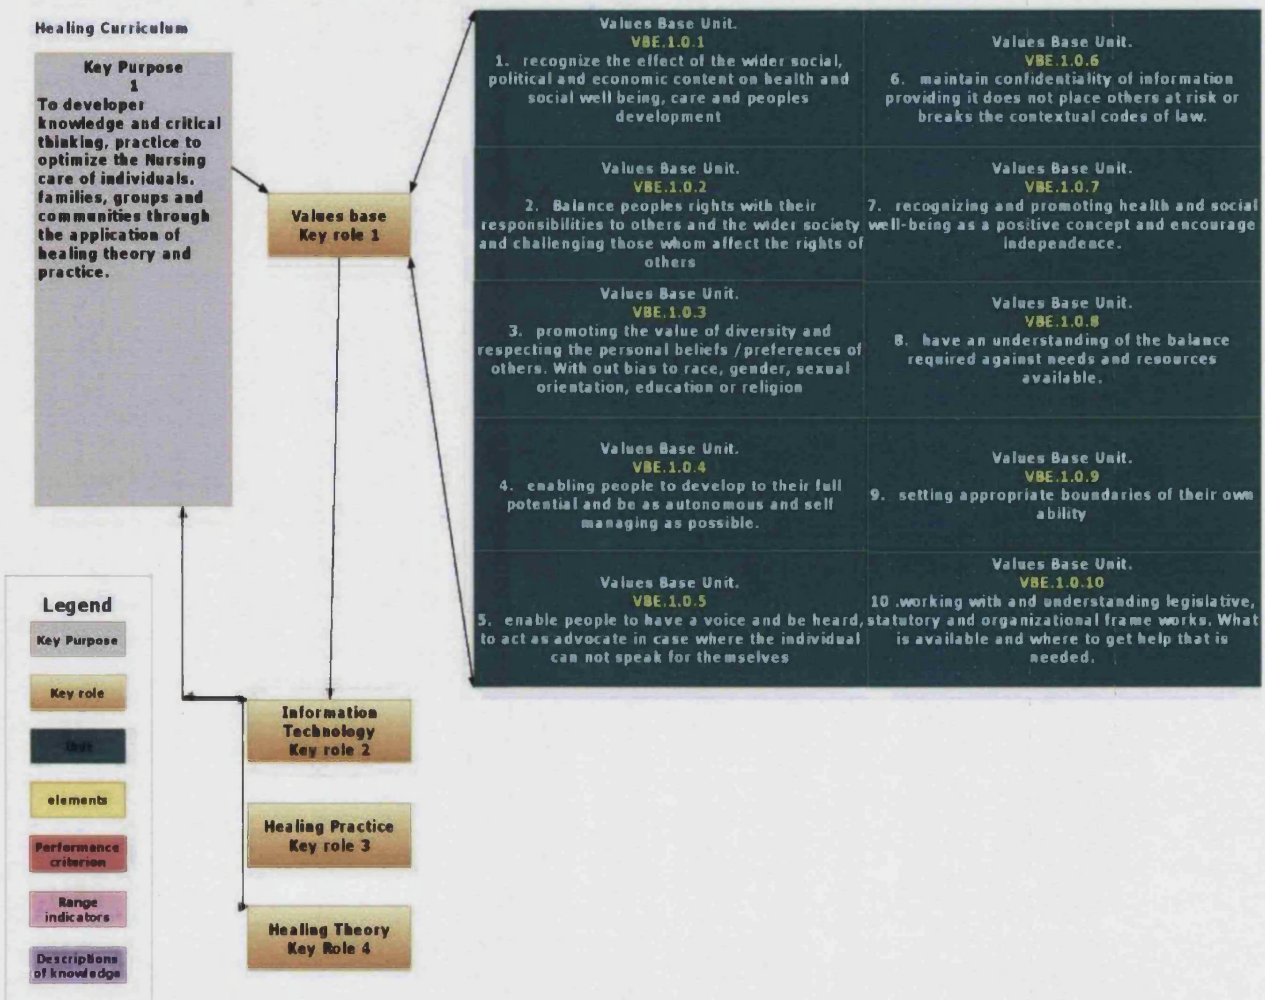 Healing Curriculum
Key Purpose
1
To developer
knowledge and critical
thinking, practice to
optimize the Nursing
care of individuals,
families, groups and
communities through
the application of
healing theory and
practice.
Values base
Key role 1
Values Base Unit.
VBE.1.0.1
1. recognize the effect of the wider social,
political and economic content on health and
social well being, care and peoples
development
Values Base Unit.
VBE.1.0.2
2. Balance peoples rights with their
responsibilities to others and the wider society
and challenging those whom affect the rights of
others
Values Base Unit.
VBE.1.0.3
3. promoting the value of diversity and
respecting the personal beliefs /preferences of
others. With out bias to race, gender, sexual
orientation, education or religion
Values Base Unit.
VBE.1.0.4
4. enabling people to develop to their full
potential and be as autonomous and self
managing as possible.
Values Base Unit.
VBE.1.0.5
5. enable people to have a voice and be heard,
to act as advocate in case where the individual
can not speak for themselves
Values Base Unit.
VBE.1.0.6
6. maintain confidentiality of information
providing it does not place others at risk or
breaks the contextual codes of law.
Values Base Unit.
VBE.1.0.7
7. recognizing and promoting health and social
well-being as a positive concept and encourage
independence.
Values Base Unit.
VBE.1.0.8
8. have an understanding of the balance
required against needs and resources
available.
Values Base Unit.
VBE.1.0.9
9. setting appropriate boundaries of their own
ability
Values Base Unit.
VBE.1.0.10
10 .working with and understanding legislative,
statutory and organizational frame works. What
is available and where to get help that is
needed.
Information
Technology
Key role 2
Healing Practice
Key role 3
Healing Theory
Key Role 4
Legend
Key Purpose
Key role
Unit
elements
Performance
criterion
Range
indicators
Descriptions
of knowledge